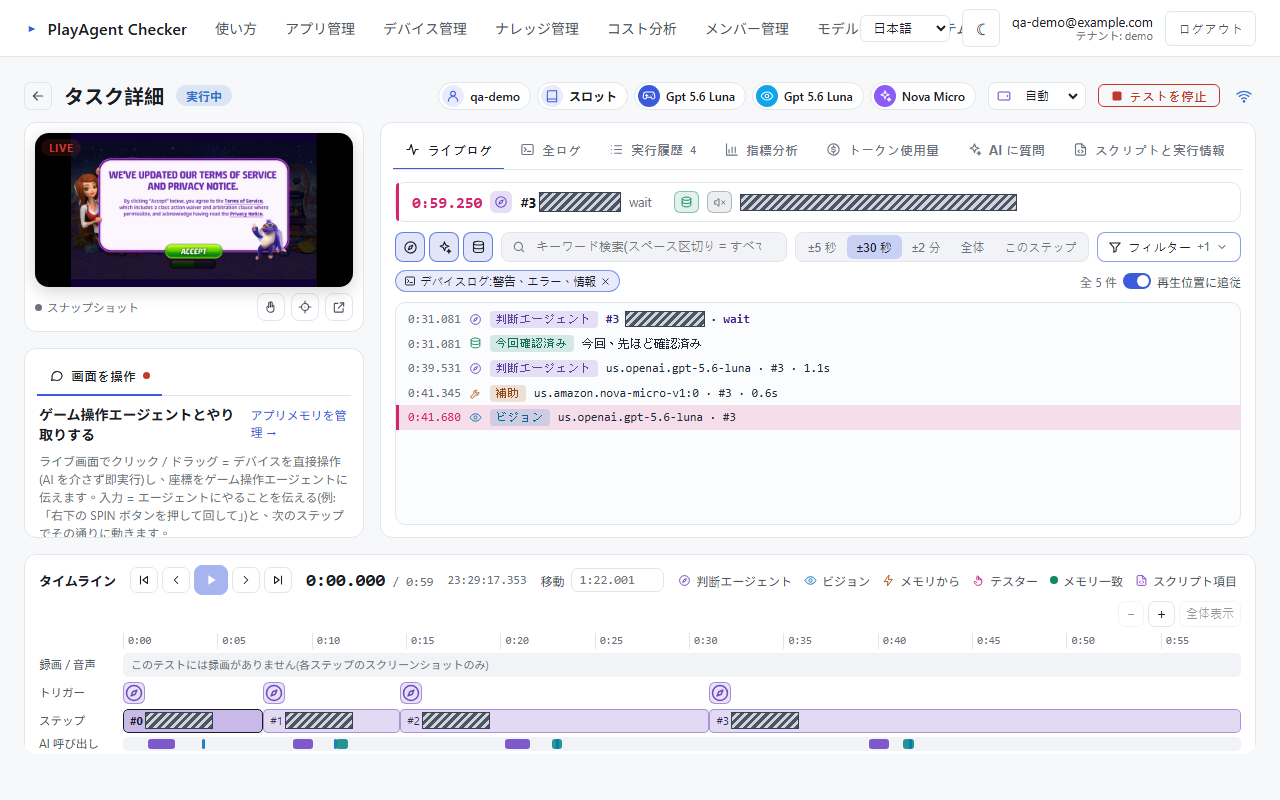 PlayAgent Checker 使い方 アプリ管理 デバイス管理 ナレッジ管理 コスト分析 メンバー管理 モデル 日本語 qa-demo@example.com
テナント: demo
ログアウト
タスク詳細 実行中 qa-demo スロット Gpt 5.6 Luna Gpt 5.6 Luna Nova Micro 自動 テストを停止
LIVE
WE'VE UPDATED OUR TERMS OF SERVICE
AND PRIVACY NOTICE.
By clicking "Accept" below, you agree to the Terms of Service,
which includes a class action waiver and arbitration clause where
permissible, and acknowledge having read the Privacy Notice.
ACCEPT
スナップショット
画面を操作
ゲーム操作エージェントとやり
取りする
アプリメモリを管
理 →
ライブ画面でクリック / ドラッグ = デバイスを直接操作
(AI を介さず即実行)し、座標をゲーム操作エージェントに
伝えます。入力 = エージェントにやることを伝える(例:
「右下の SPIN ボタンを押して回して」)と、次のステップ
でその通りに動きます。
ライブログ 全ログ 実行履歴 4 指標分析 トークン使用量 AI に質問 スクリプトと実行情報
0:59.250 #3 wait
キーワード検索(スペース区切り = すべて ±5 秒 ±30 秒 ±2 分 全体 このステップ フィルター +1
デバイスログ:警告、エラー、情報 × 全 5 件 再生位置に追従
0:31.081 判断エージェント #3 · wait
0:31.081 今回確認済み 今回、先ほど確認済み
0:39.531 判断エージェント us.openai.gpt-5.6-luna · #3 · 1.1s
0:41.345 補助 us.amazon.nova-micro-v1:0 · #3 · 0.6s
0:41.680 ビジョン us.openai.gpt-5.6-luna · #3
タイムライン 0:00.000 / 0:59 23:29:17.353 移動 1:22.001 判断エージェント ビジョン メモリから テスター メモリ一致 スクリプト項目
− + 全体表示
0:00 0:05 0:10 0:15 0:20 0:25 0:30 0:35 0:40 0:45 0:50 0:55
録画 / 音声 このテストには録画がありません(各ステップのスクリーンショットのみ)
トリガー
ステップ #0 #1 #2 #3
AI 呼び出し